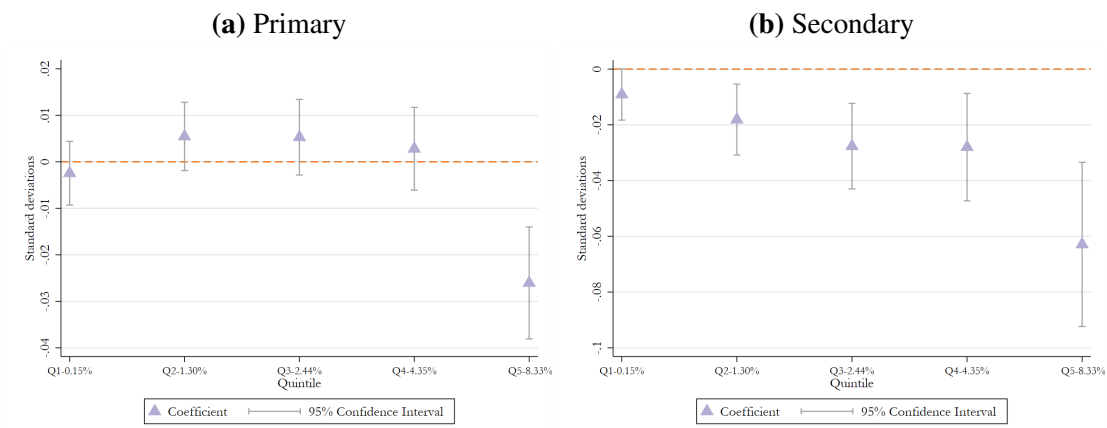 (a) Primary
Standard deviations
.02
.01
0
-.01
-.02
-.03
-.04
Q1-0.15% Q2-1.30% Q3-2.44% Q4-4.35% Q5-8.33%
Quintile
Coefficient 95% Confidence Interval
(b) Secondary
Standard deviations
0
-.02
-.04
-.06
-.08
-.1
Q1-0.15% Q2-1.30% Q3-2.44% Q4-4.35% Q5-8.33%
Quintile
Coefficient 95% Confidence Interval